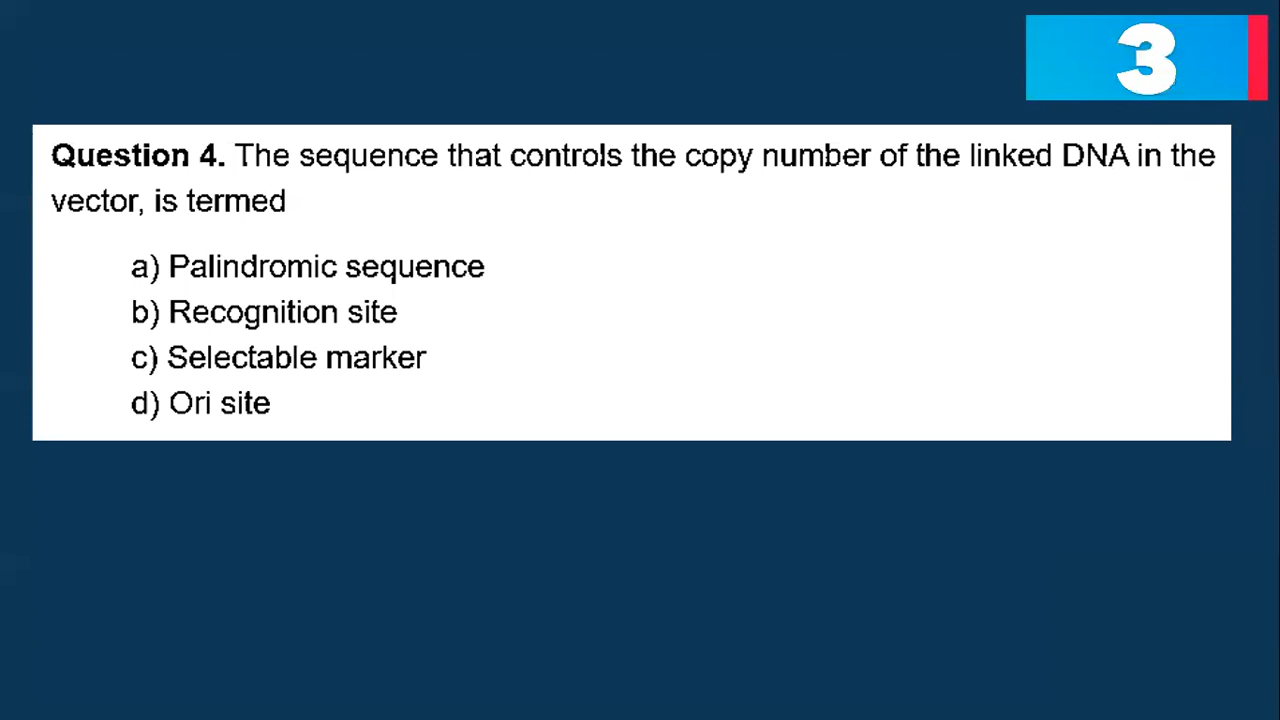 3
Question 4. The sequence that controls the copy number of the linked DNA in the
vector, is termed
a) Palindromic sequence
b) Recognition site
c) Selectable marker
d) Ori site